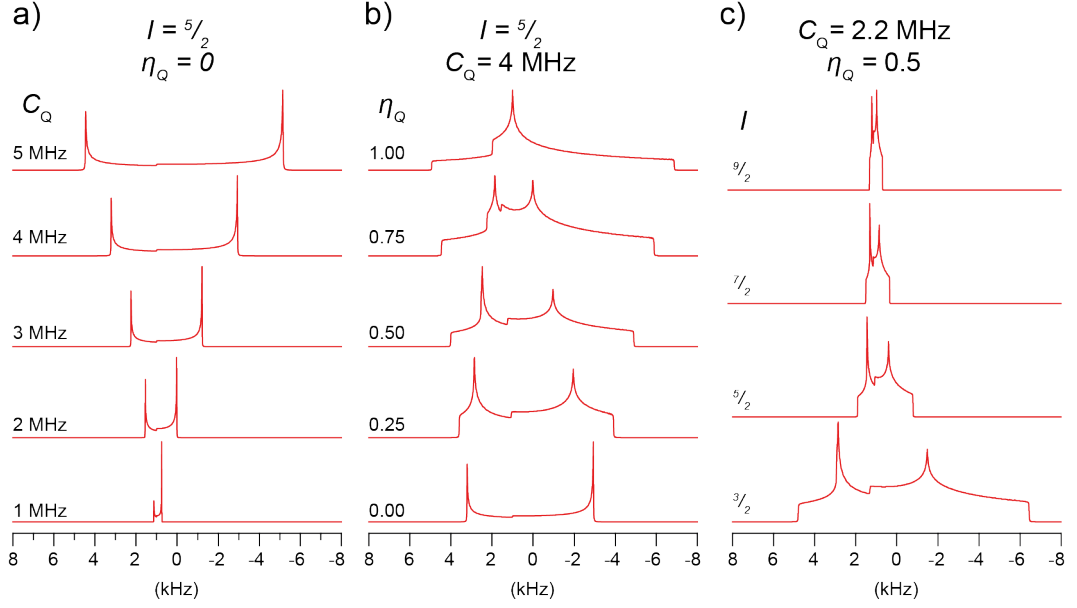 a)
I = 5/2
ηQ = 0
CQ
5 MHz
4 MHz
3 MHz
2 MHz
1 MHz
8 6 4 2 0 -2 -4 -6 -8
(kHz)
b)
I = 5/2
CQ = 4 MHz
ηQ
1.00
0.75
0.50
0.25
0.00
8 6 4 2 0 -2 -4 -6 -8
(kHz)
c)
CQ = 2.2 MHz
ηQ = 0.5
I
9/2
7/2
5/2
3/2
8 6 4 2 0 -2 -4 -6 -8
(kHz)